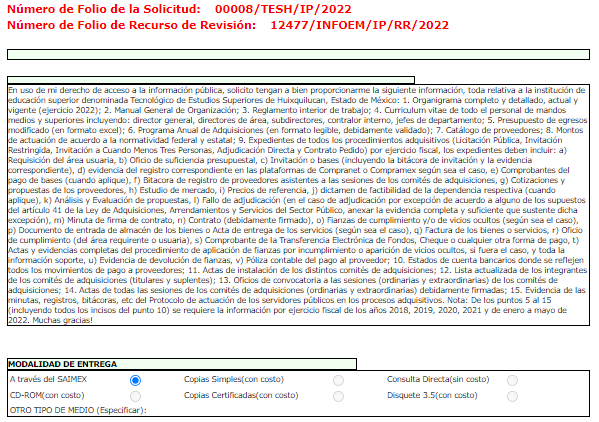 Número de Folio de la Solicitud: 00008/TESH/IP/2022
Número de Folio de Recurso de Revisión: 12477/INFOEM/IP/RR/2022
En uso de mi derecho de acceso a la información pública, solicito tengan a bien proporcionarme la siguiente información, toda relativa a la institución de
educación superior denominada Tecnológico de Estudios Superiores de Huixquilucan, Estado de México: 1. Organigrama completo y detallado, actual y
vigente (ejercicio 2022); 2. Manual General de Organización; 3. Reglamento interior de trabajo; 4. Curriculum vitae de todo el personal de mandos
medios y superiores incluyendo: director general, directores de área, subdirectores, contralor interno, jefes de departamento; 5. Presupuesto de egresos
modificado (en formato excel); 6. Programa Anual de Adquisiciones (en formato legible, debidamente validado); 7. Catálogo de proveedores; 8. Montos
de actuación de acuerdo a la normatividad federal y estatal; 9. Expedientes de todos los procedimientos adquisitivos (Licitación Pública, Invitación
Restringida, Invitación a Cuando Menos Tres Personas, Adjudicación Directa y Contrato Pedido) por ejercicio fiscal, los expedientes deben incluir: a)
Requisición del área usuaria, b) Oficio de suficiencia presupuestal, c) Invitación o bases (incluyendo la bitácora de invitación y la evidencia
correspondiente), d) evidencia del registro correspondiente en las plataformas de Compranet o Compramex según sea el caso, e) Comprobantes del
pago de bases (cuando aplique), f) Bitacora de registro de proveedores asistentes a las sesiones de los comités de adquisiciones, g) Cotizaciones y
propuestas de los proveedores, h) Estudio de mercado, i) Precios de referencia, j) dictamen de factibilidad de la dependencia respectiva (cuando
aplique), k) Análisis y Evaluación de propuestas, l) Fallo de adjudicación (en el caso de adjudicación por excepción de acuerdo a alguno de los supuestos
del artículo 41 de la Ley de Adquisiciones, Arrendamientos y Servicios del Sector Público, anexar la evidencia completa y suficiente que sustente dicha
excepción), m) Minuta de firma de contrato, n) Contrato (debidamente firmado), o) Fianzas de cumplimiento y/o de vicios ocultos (según sea el caso),
p) Documento de entrada de almacén de los bienes o Acta de entrega de los servicios (según sea el caso), q) Factura de los bienes o servicios, r) Oficio
de cumplimiento (del área requirente o usuaria), s) Comprobante de la Transferencia Electrónica de Fondos, Cheque o cualquier otra forma de pago, t)
Actas y evidencias completas del procedimiento de aplicación de fianzas por incumplimiento o aparición de vicios ocultos, si fuera el caso, y toda la
información soporte, u) Evidencia de devolución de fianzas, v) Póliza contable del pago al proveedor; 10. Estados de cuenta bancarios donde se reflejen
todos los movimientos de pago a proveedores; 11. Actas de instalación de los distintos comités de adquisiciones; 12. Lista actualizada de los integrantes
de los comités de adquisiciones (titulares y suplentes); 13. Oficios de convocatoria a las sesiones (ordinarias y extraordinarias) de los comités de
adquisiciones; 14. Actas de todas las sesiones de los comités de adquisiciones (ordinarias y extraordinarias) debidamente firmadas; 15. Evidencia de las
minutas, registros, bitácoras, etc del Protocolo de actuación de los servidores públicos en los procesos adquisitivos. Nota: De los puntos 5 al 15
(incluyendo todos los incisos del punto 10) se requiere la información por ejercicio fiscal de los años 2018, 2019, 2020, 2021 y de enero a mayo de
2022. Muchas gracias!
MODALIDAD DE ENTREGA
A través del SAIMEX Copias Simples(con costo) Consulta Directa(sin costo)
CD-ROM(con costo) Copias Certificadas(con costo) Disquete 3.5(con costo)
OTRO TIPO DE MEDIO (Especificar):